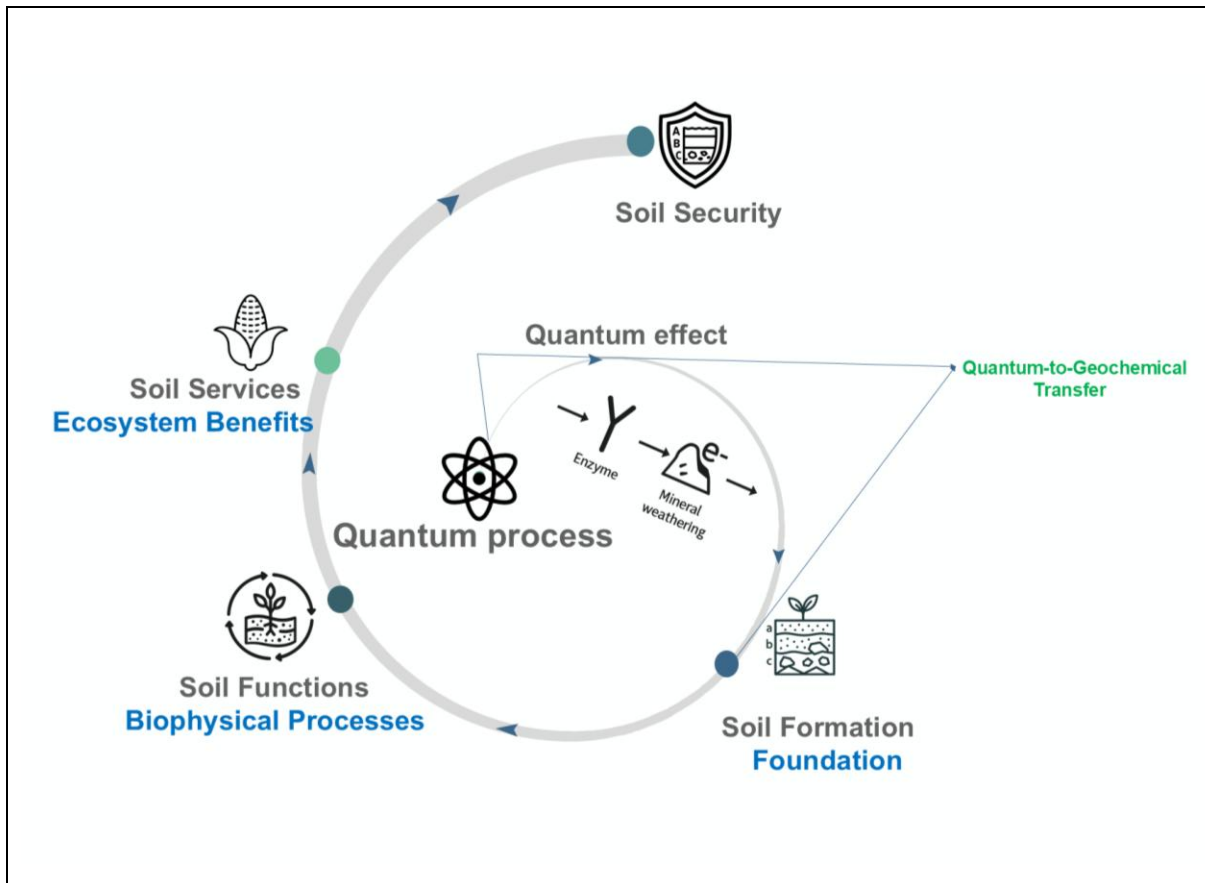 A
B
C
Soil Security
Quantum effect
Quantum-to-Geochemical
Transfer
Soil Services
Ecosystem Benefits
Enzyme
e-
Mineral
weathering
Quantum process
a
b
c
Soil Functions
Biophysical Processes
Soil Formation
Foundation